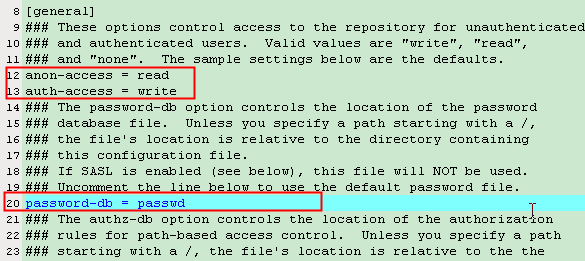 8 [general]
9 ### These options control access to the repository for unauthenticated
10 ### and authenticated users.  Valid values are "write", "read",
11 ### and "none".  The sample settings below are the defaults.
12 anon-access = read
13 auth-access = write
14 ### The password-db option controls the location of the password
15 ### database file.  Unless you specify a path starting with a /,
16 ### the file's location is relative to the directory containing
17 ### this configuration file.
18 ### If SASL is enabled (see below), this file will NOT be used.
19 ### Uncomment the line below to use the default password file.
20 password-db = passwd
21 ### The authz-db option controls the location of the authorization
22 ### rules for path-based access control.  Unless you specify a path
23 ### starting with a /, the file's location is relative to the the